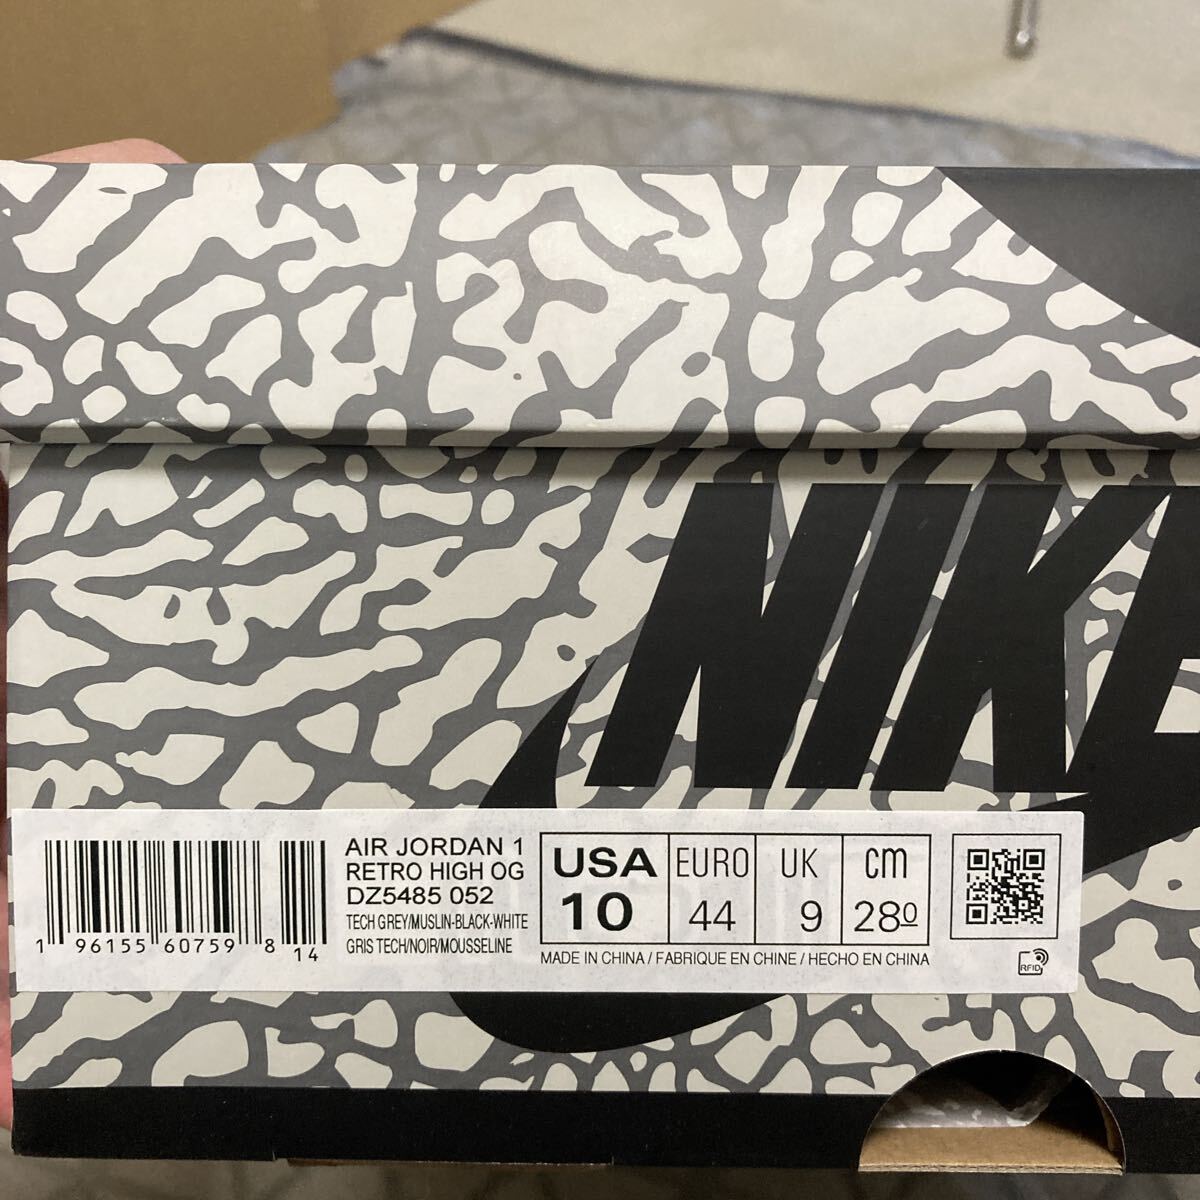 NIKE
1 96155 60759 8 14
AIR JORDAN 1
RETRO HIGH OG
DZ5485 052
TECH GREY/MUSLIN-BLACK-WHITE
GRIS TECH/NOIR/MOUSSELINE
USA EURO UK cm
10 44 9 28⁰
MADE IN CHINA / FABRIQUE EN CHINE / HECHO EN CHINA
RFID